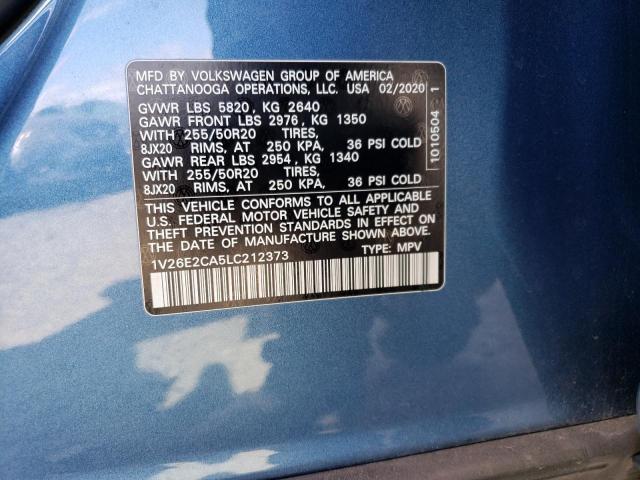 MFD BY VOLKSWAGEN GROUP OF AMERICA
CHATTANOOGA OPERATIONS, LLC. USA 02/2020
GVWR LBS 5820, KG 2640
GAWR FRONT LBS 2976, KG 1350
WITH 255/50R20 TIRES,
8JX20 RIMS, AT 250 KPA, 36 PSI COLD
GAWR REAR LBS 2954, KG 1340
WITH 255/50R20 TIRES,
8JX20 RIMS, AT 250 KPA, 36 PSI COLD
THIS VEHICLE CONFORMS TO ALL APPLICABLE
U.S. FEDERAL MOTOR VEHICLE SAFETY AND
THEFT PREVENTION STANDARDS IN EFFECT ON
THE DATE OF MANUFACTURE SHOWN ABOVE.
1V26E2CA5LC212373 TYPE: MPV
1010504 1